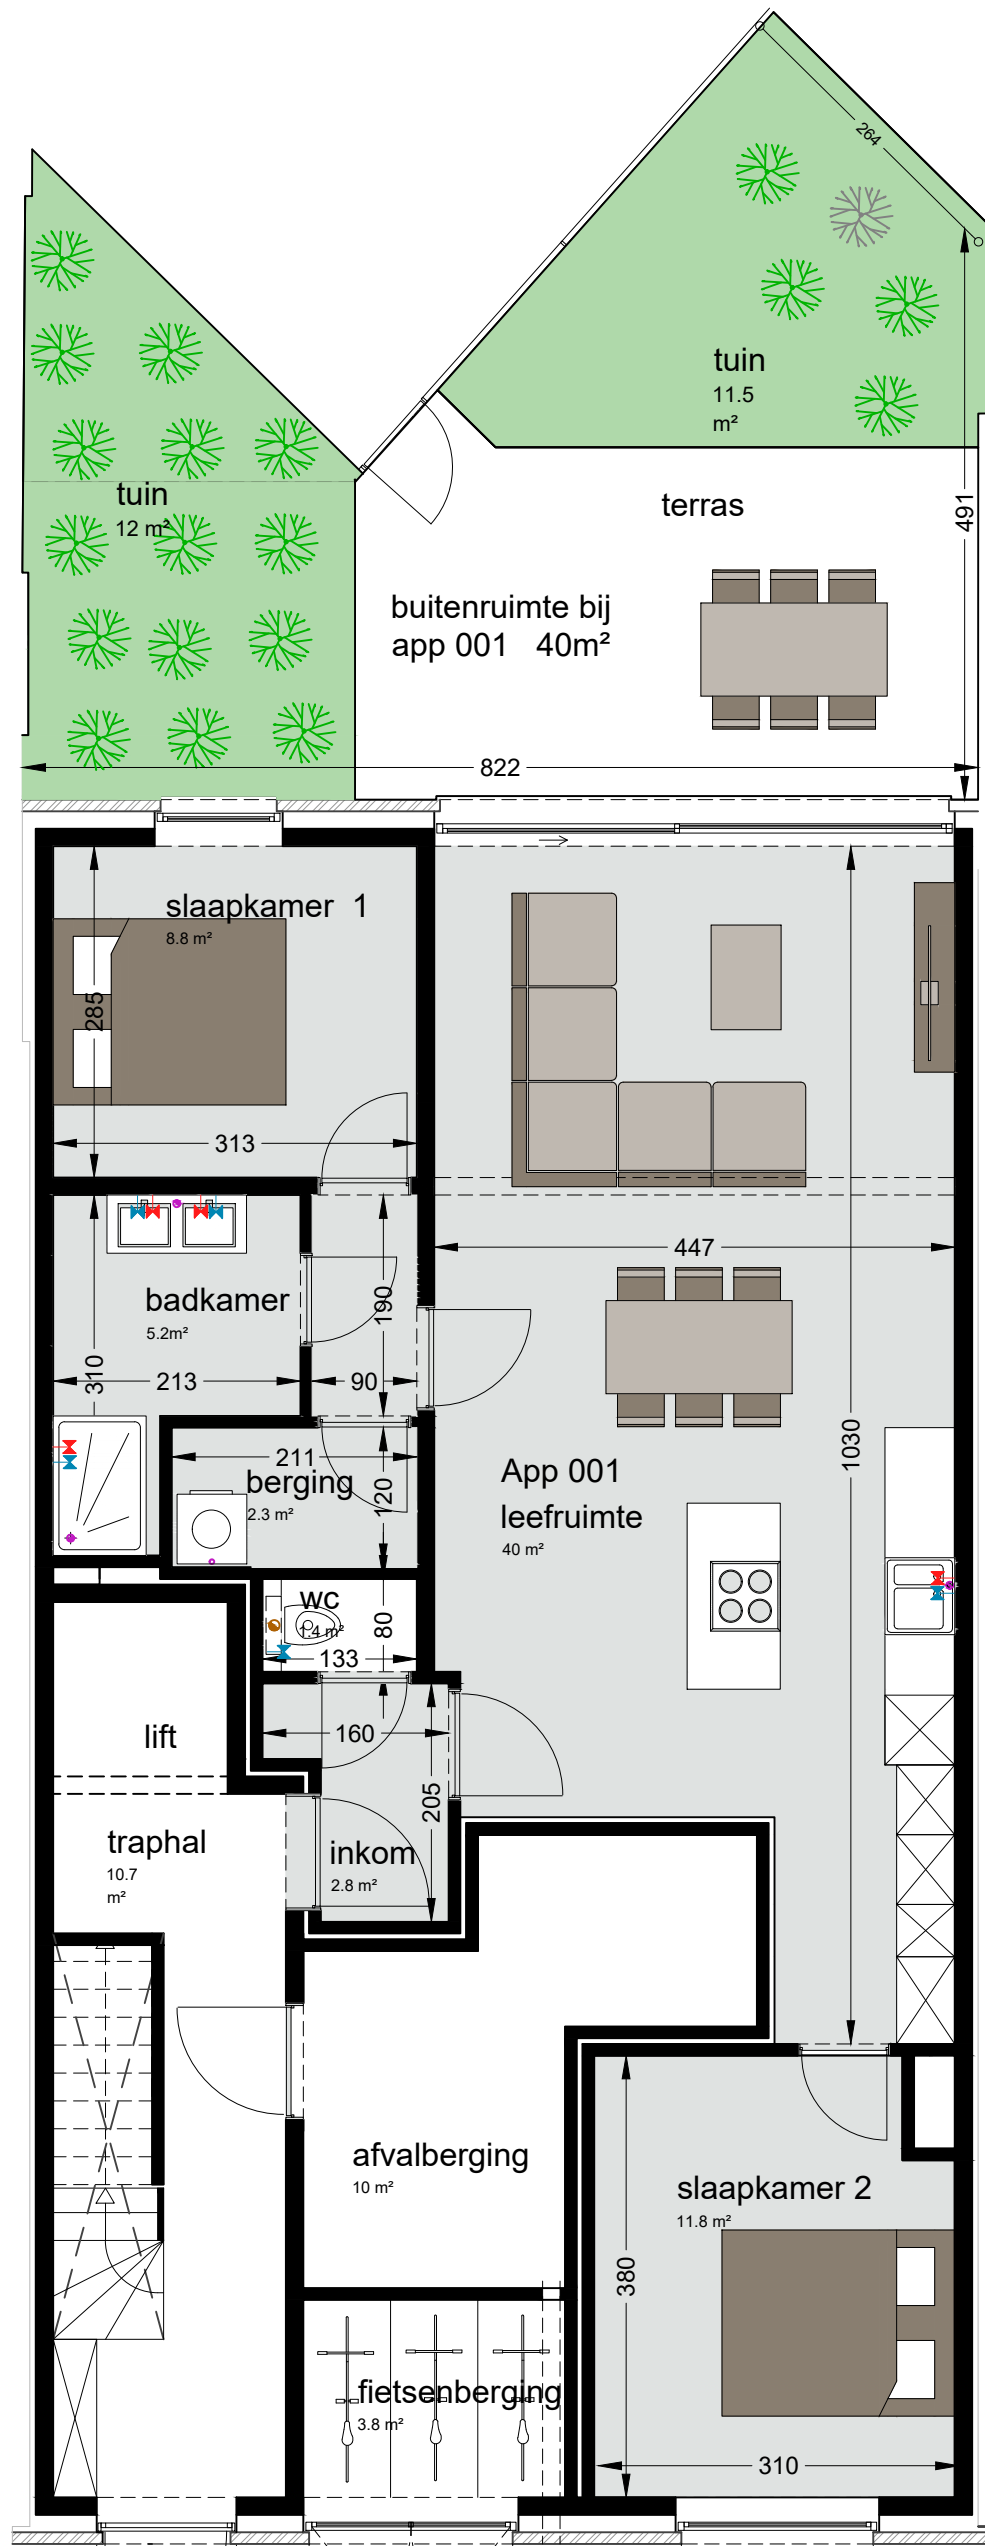 264
tuin
11.5
m²
491
terras
tuin
12 m²
buitenruimte bij
app 001 40m²
822
slaapkamer 1
8.8 m²
285
313
447
badkamer
5.2m²
190
310
213
90
1030
211
berging
2.3 m²
120
App 001
leefruimte
40 m²
wc
1.4 m²
80
133
lift
160
205
traphal
10.7
m²
inkom
2.8 m²
afvalberging
10 m²
slaapkamer 2
11.8 m²
380
fietsenberging
3.8 m²
310